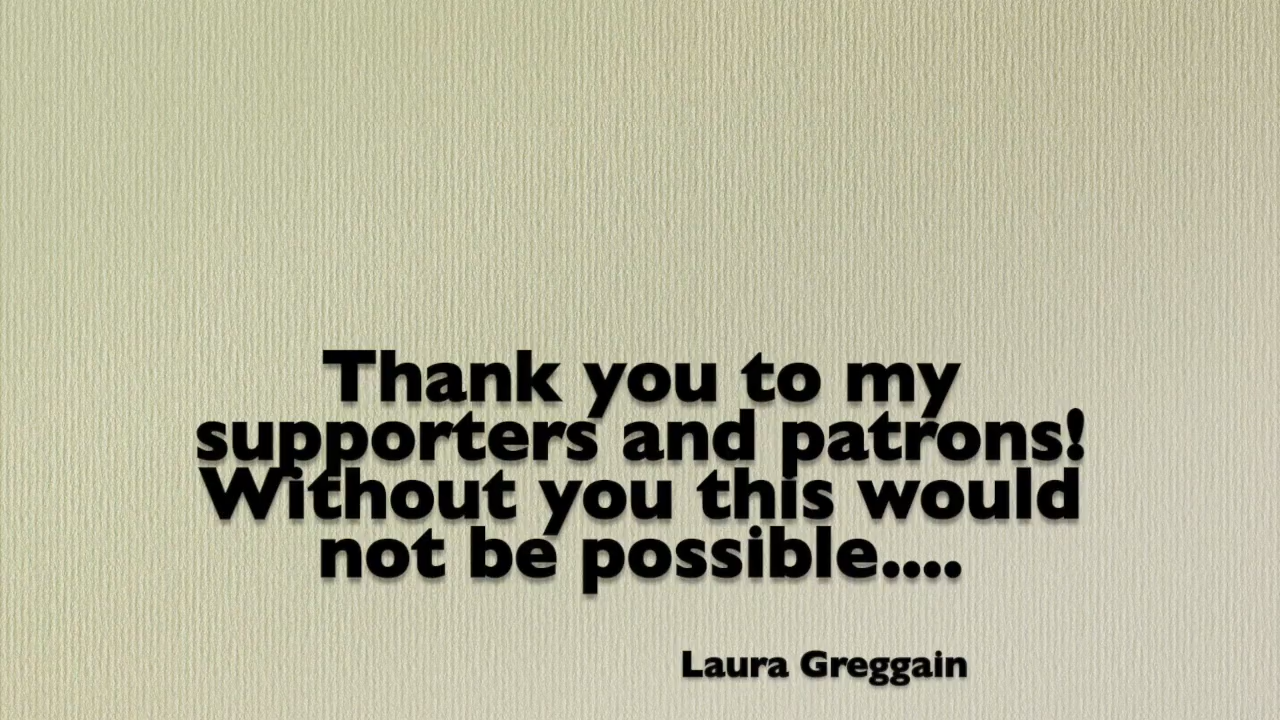 Thank you to my
supporters and patrons!
Without you this would
not be possible....
Laura Greggain